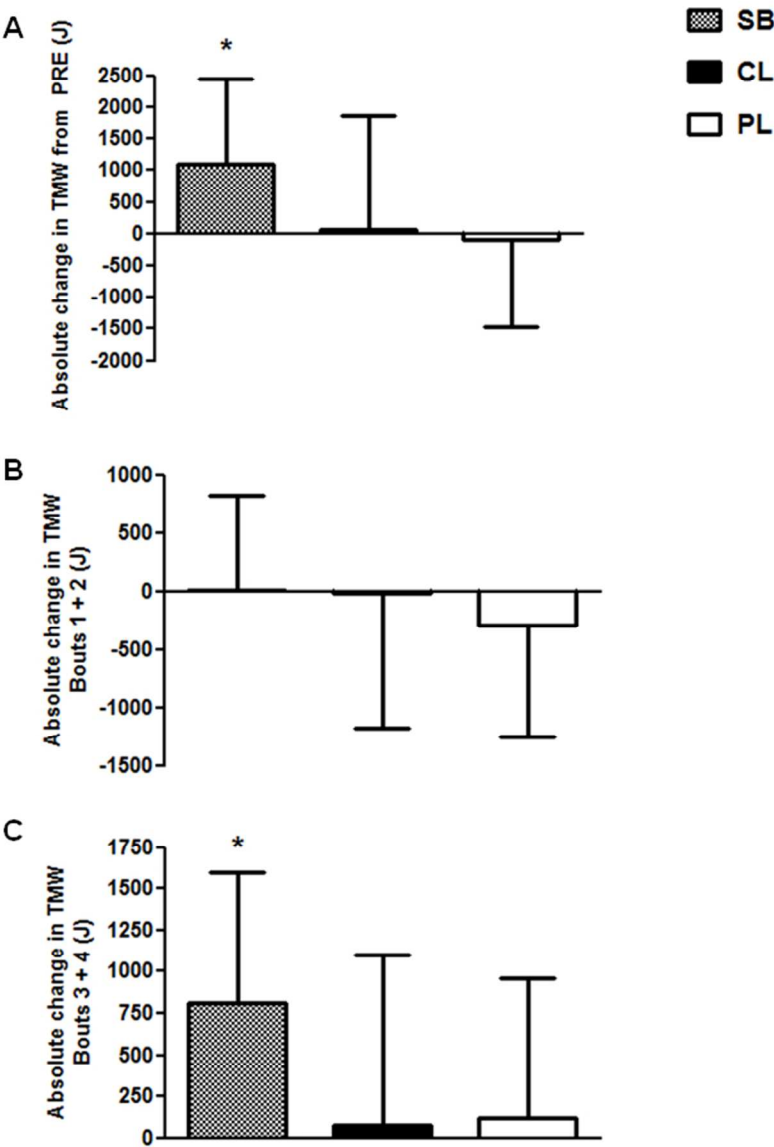 A
SB
CL
PL
*
Absolute change in TMW from PRE (J)
2500
2000
1500
1000
500
0
-500
-1000
-1500
-2000
B
Absolute change in TMW
Bouts 1 + 2 (J)
1000
500
0
-500
-1000
-1500
C
*
Absolute change in TMW
Bouts 3 + 4 (J)
1750
1500
1250
1000
750
500
250
0